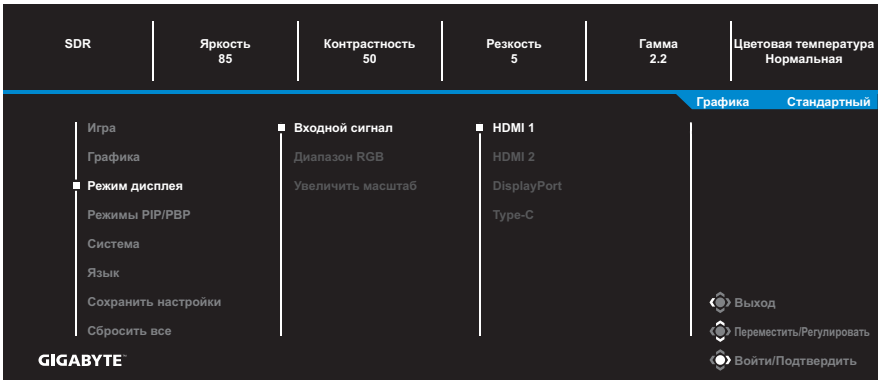 SDR
Яркость
85
Контрастность
50
Резкость
5
Гамма
2.2
Цветовая температура
Нормальная
Графика Стандартный
Игра
Графика
Режим дисплея
Режимы PIP/PBP
Система
Язык
Сохранить настройки
Сбросить все
Входной сигнал
Диапазон RGB
Увеличить масштаб
HDMI 1
HDMI 2
DisplayPort
Type-C
Выход
Переместить/Регулировать
Войти/Подтвердить
GIGABYTE™